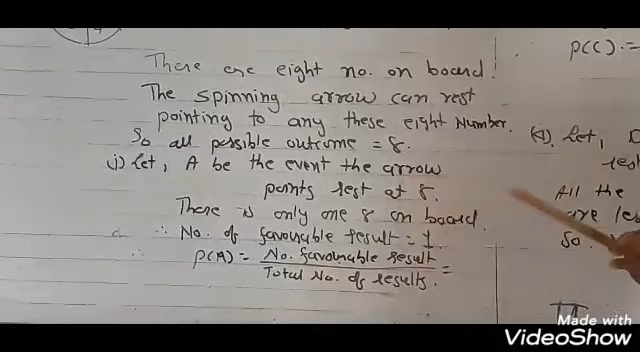 There are eight no. on board.
The spinning arrow can rest
pointing to any these eight Number.
So all possible outcome = 8.
i) Let, A be the event the arrow
points rest at 8.
There is only one 8 on board.
∴ No. of favourable result = 1
∴ P(A) = No. favourable result / Total No. of results. =
P(C) =
Let,
All the
are
So
Made with
VideoShow